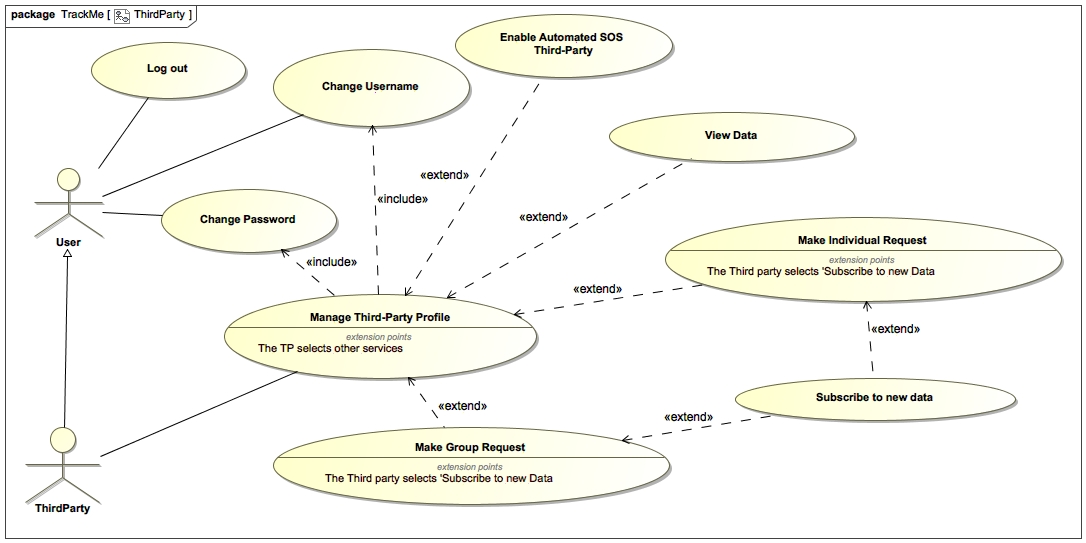 package TrackMe [ ThirdParty ]
Enable Automated SOS
Third-Party
Log out
Change Username
View Data
«extend»
«include»
«extend»
Change Password
User
Make Individual Request
extension points
The Third party selects 'Subscribe to new Data
«include»
«extend»
Manage Third-Party Profile
extension points
The TP selects other services
«extend»
Subscribe to new data
«extend»
«extend»
Make Group Request
extension points
The Third party selects 'Subscribe to new Data
ThirdParty